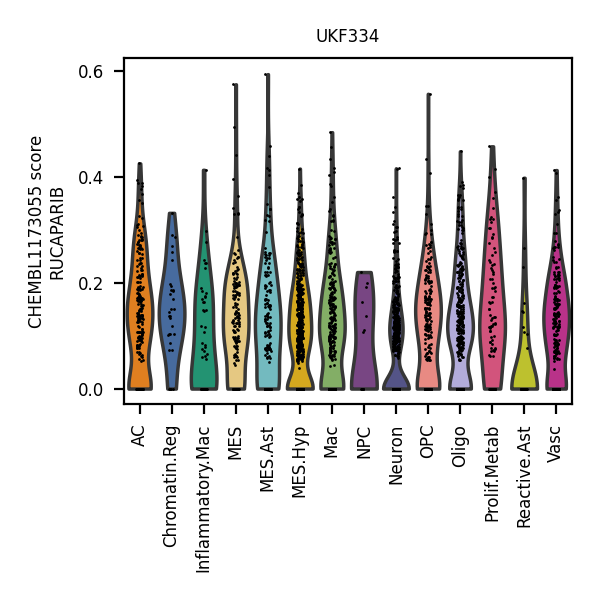 UKF334
CHEMBL1173055 score
RUCAPARIB
0.6
0.4
0.2
0.0
AC
Chromatin.Reg
Inflammatory.Mac
MES
MES.Ast
MES.Hyp
Mac
NPC
Neuron
OPC
Oligo
Prolif.Metab
Reactive.Ast
Vasc